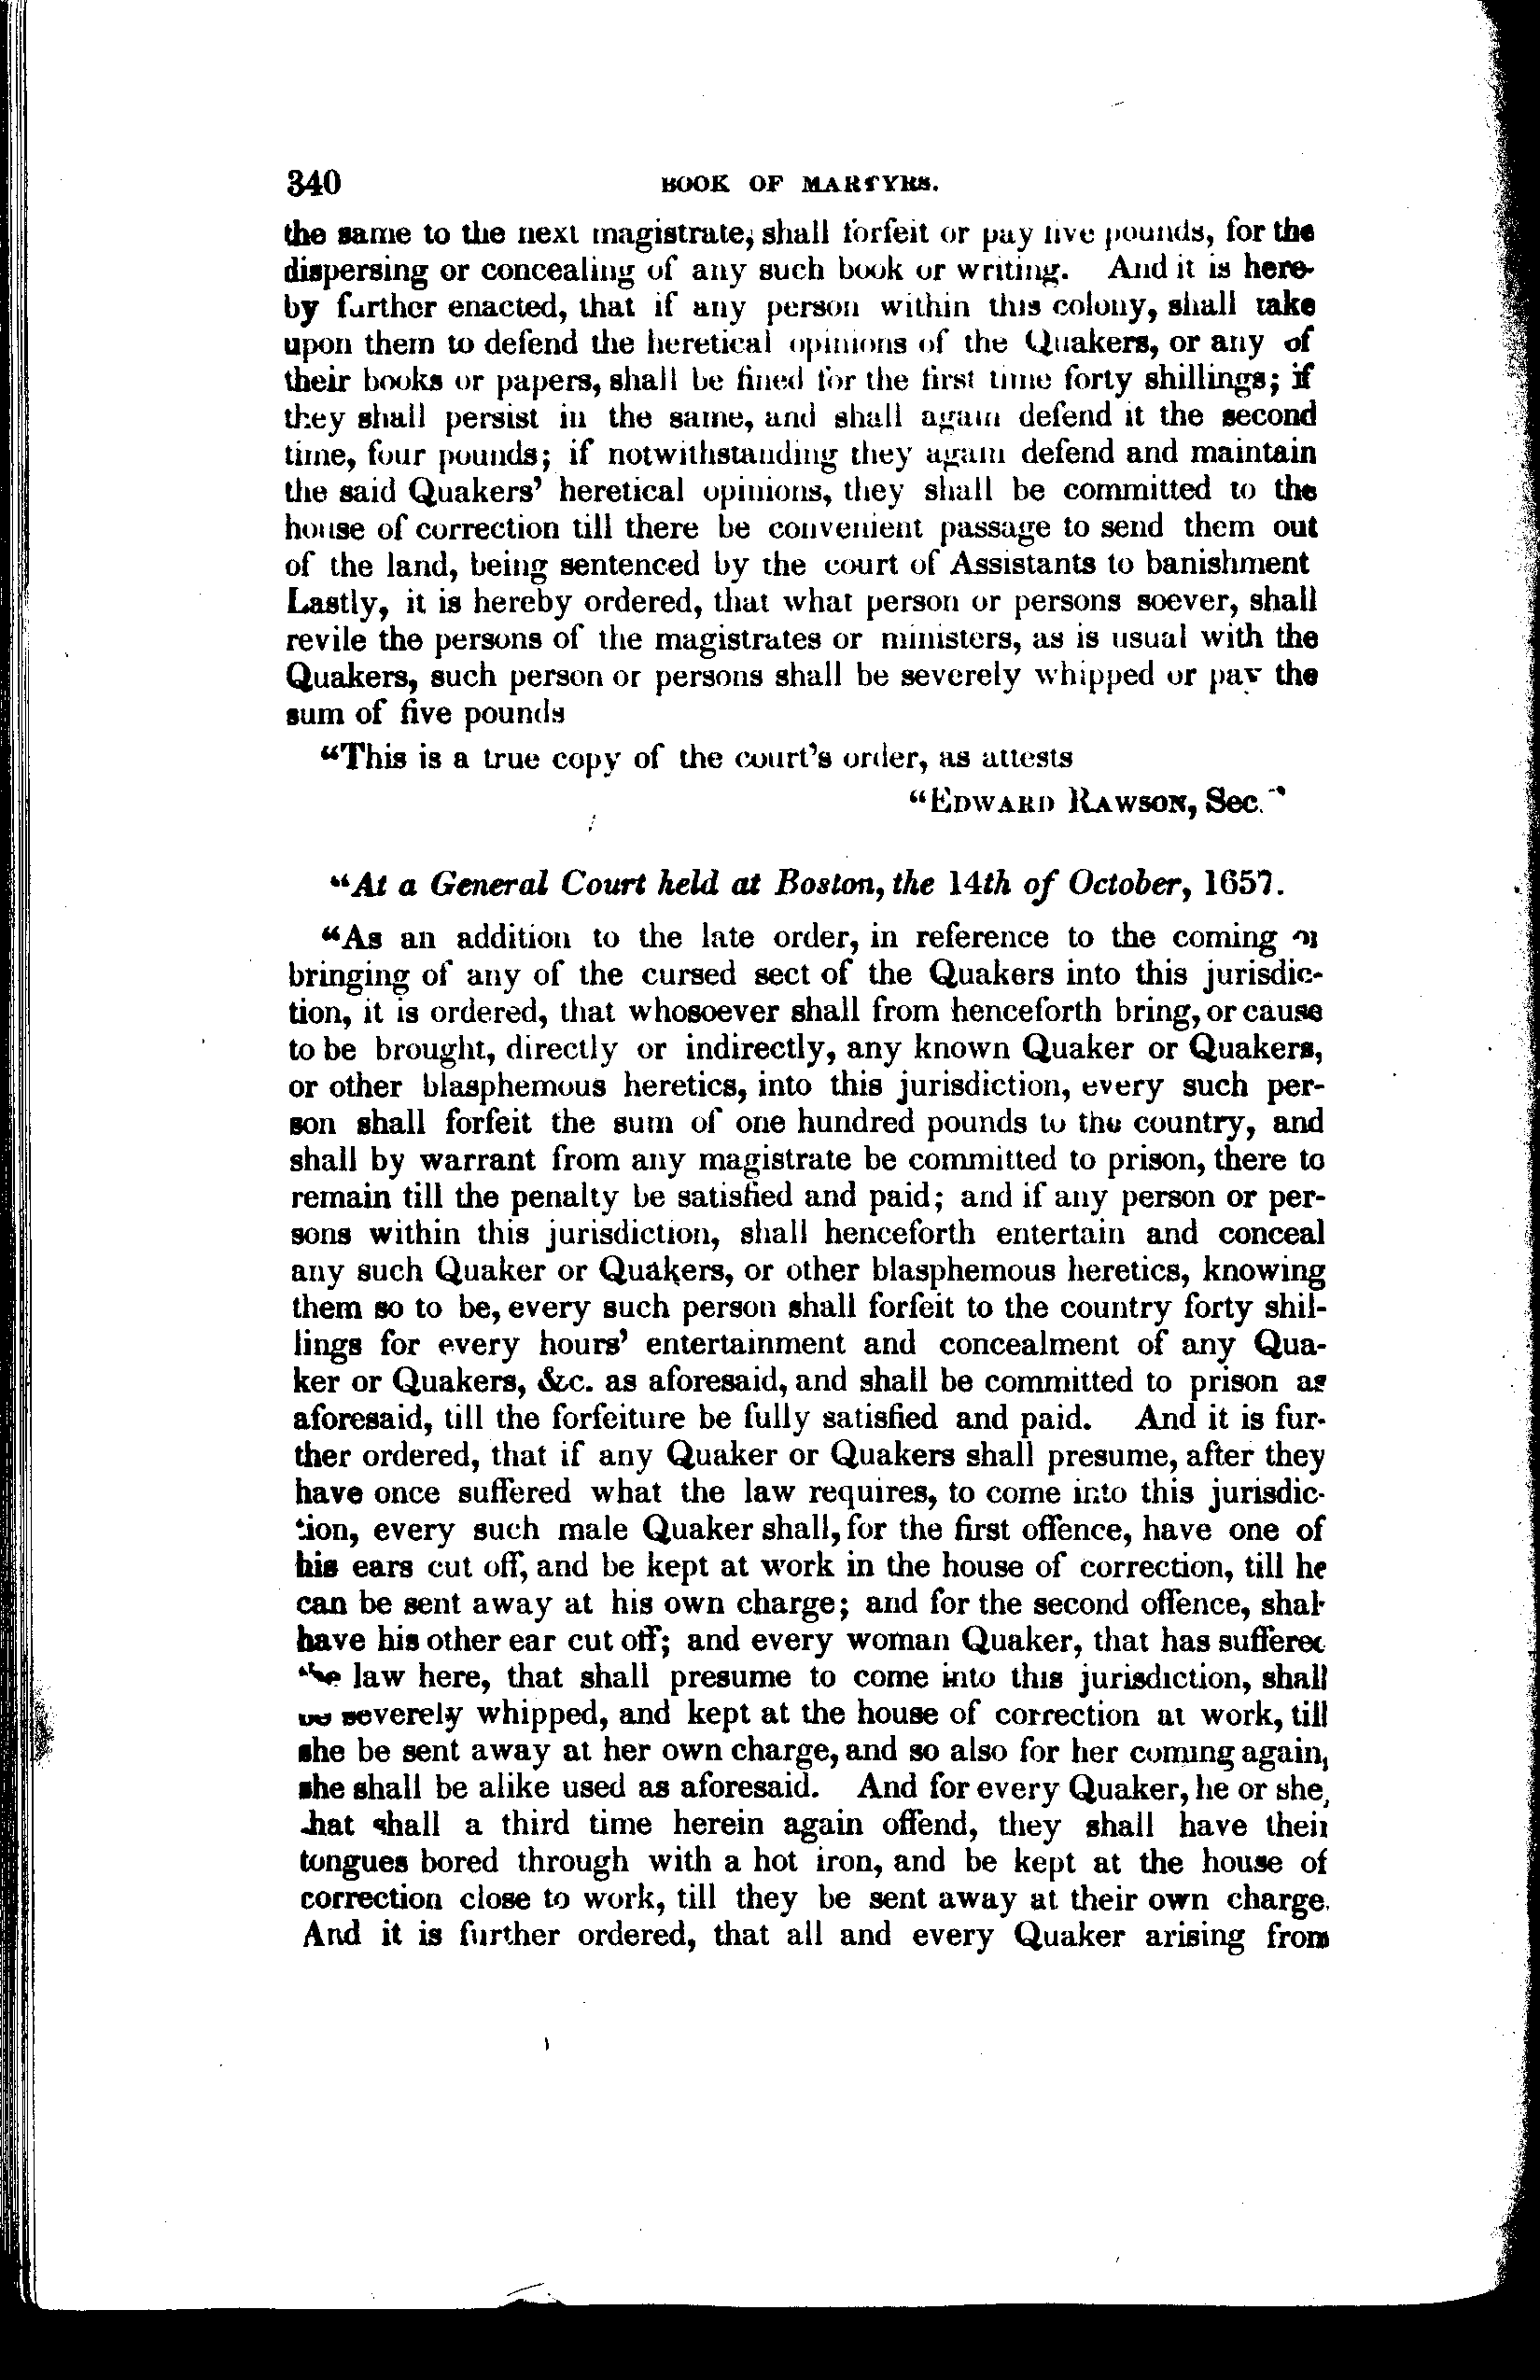 340 BOOK OF MARTYRS.
the same to the next magistrate, shall forfeit or pay five pounds, for the
dispersing or concealing of any such book or writing. And it is here-
by further enacted, that if any person within this colony, shall take
upon them to defend the heretical opinions of the Quakers, or any of
their books or papers, shall be fined for the first time forty shillings; if
they shall persist in the same, and shall again defend it the second
time, four pounds; if notwithstanding they again defend and maintain
the said Quakers' heretical opinions, they shall be committed to the
house of correction till there be convenient passage to send them out
of the land, being sentenced by the court of Assistants to banishment
Lastly, it is hereby ordered, that what person or persons soever, shall
revile the persons of the magistrates or ministers, as is usual with the
Quakers, such person or persons shall be severely whipped or pay the
sum of five pounds
"This is a true copy of the court's order, as attests
"EDWARD RAWSON, Sec."
"At a General Court held at Boston, the 14th of October, 1657.
"As an addition to the late order, in reference to the coming or
bringing of any of the cursed sect of the Quakers into this jurisdic-
tion, it is ordered, that whosoever shall from henceforth bring, or cause
to be brought, directly or indirectly, any known Quaker or Quakers,
or other blasphemous heretics, into this jurisdiction, every such per-
son shall forfeit the sum of one hundred pounds to the country, and
shall by warrant from any magistrate be committed to prison, there to
remain till the penalty be satisfied and paid; and if any person or per-
sons within this jurisdiction, shall henceforth entertain and conceal
any such Quaker or Quakers, or other blasphemous heretics, knowing
them so to be, every such person shall forfeit to the country forty shil-
lings for every hours' entertainment and concealment of any Qua-
ker or Quakers, &c. as aforesaid, and shall be committed to prison as
aforesaid, till the forfeiture be fully satisfied and paid. And it is fur-
ther ordered, that if any Quaker or Quakers shall presume, after they
have once suffered what the law requires, to come into this jurisdic-
tion, every such male Quaker shall, for the first offence, have one of
his ears cut off, and be kept at work in the house of correction, till he
can be sent away at his own charge; and for the second offence, shall
have his other ear cut off; and every woman Quaker, that has suffered
the law here, that shall presume to come into this jurisdiction, shall
be severely whipped, and kept at the house of correction at work, till
she be sent away at her own charge, and so also for her coming again,
she shall be alike used as aforesaid. And for every Quaker, he or she,
that shall a third time herein again offend, they shall have their
tongues bored through with a hot iron, and be kept at the house of
correction close to work, till they be sent away at their own charge.
And it is further ordered, that all and every Quaker arising from